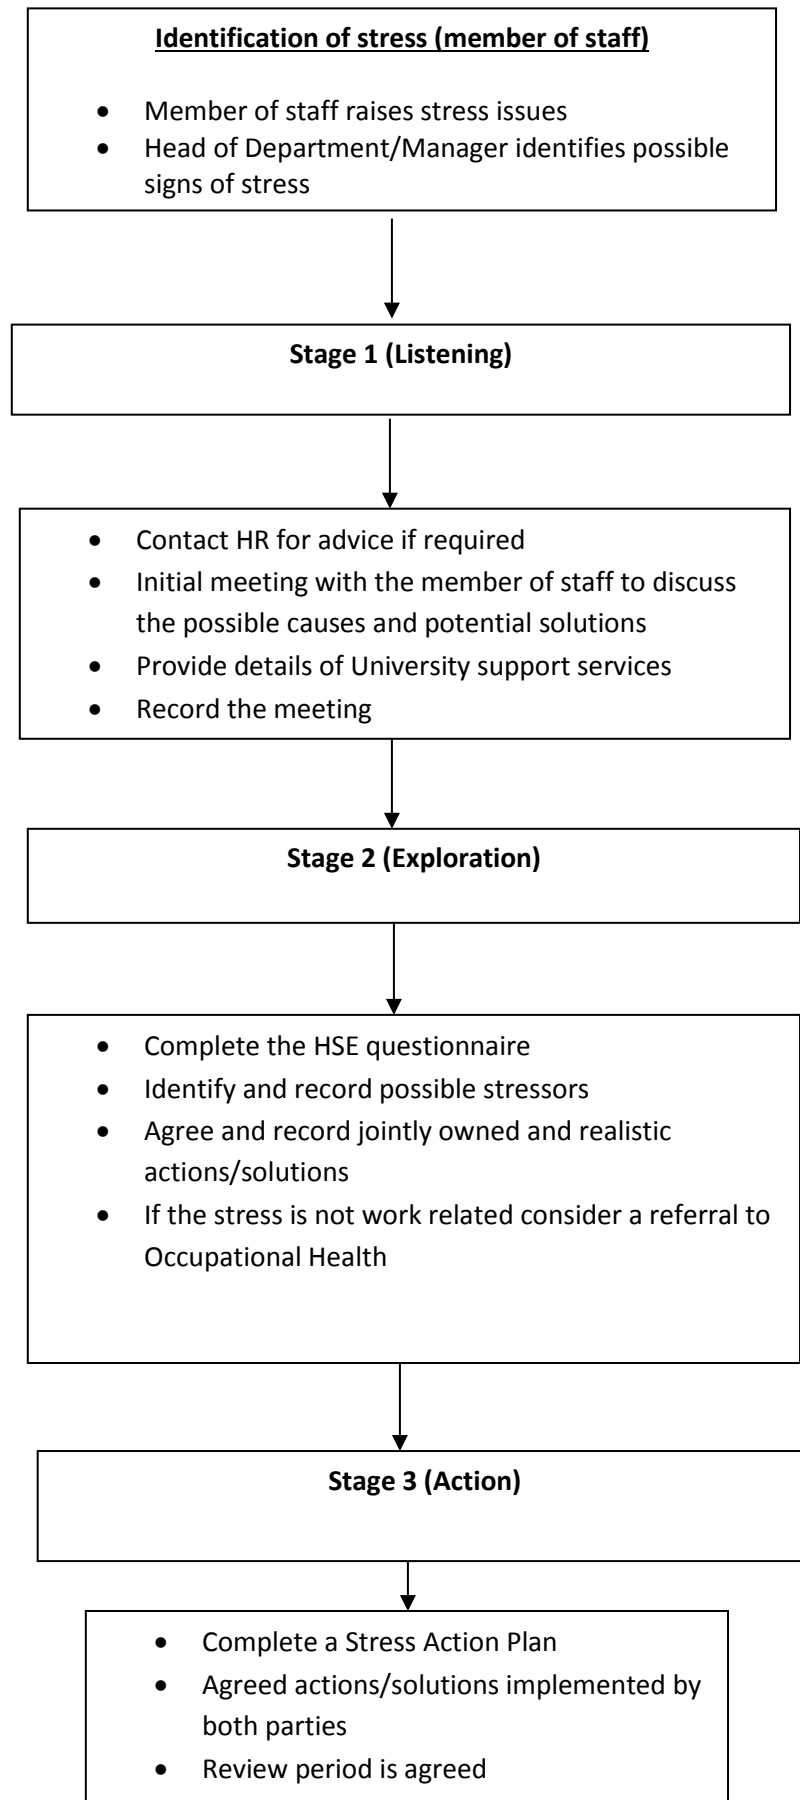 Identification of stress (member of staff)
• Member of staff raises stress issues
• Head of Department/Manager identifies possible
signs of stress
Stage 1 (Listening)
• Contact HR for advice if required
• Initial meeting with the member of staff to discuss
the possible causes and potential solutions
• Provide details of University support services
• Record the meeting
Stage 2 (Exploration)
• Complete the HSE questionnaire
• Identify and record possible stressors
• Agree and record jointly owned and realistic
actions/solutions
• If the stress is not work related consider a referral to
Occupational Health
Stage 3 (Action)
• Complete a Stress Action Plan
• Agreed actions/solutions implemented by
both parties
• Review period is agreed